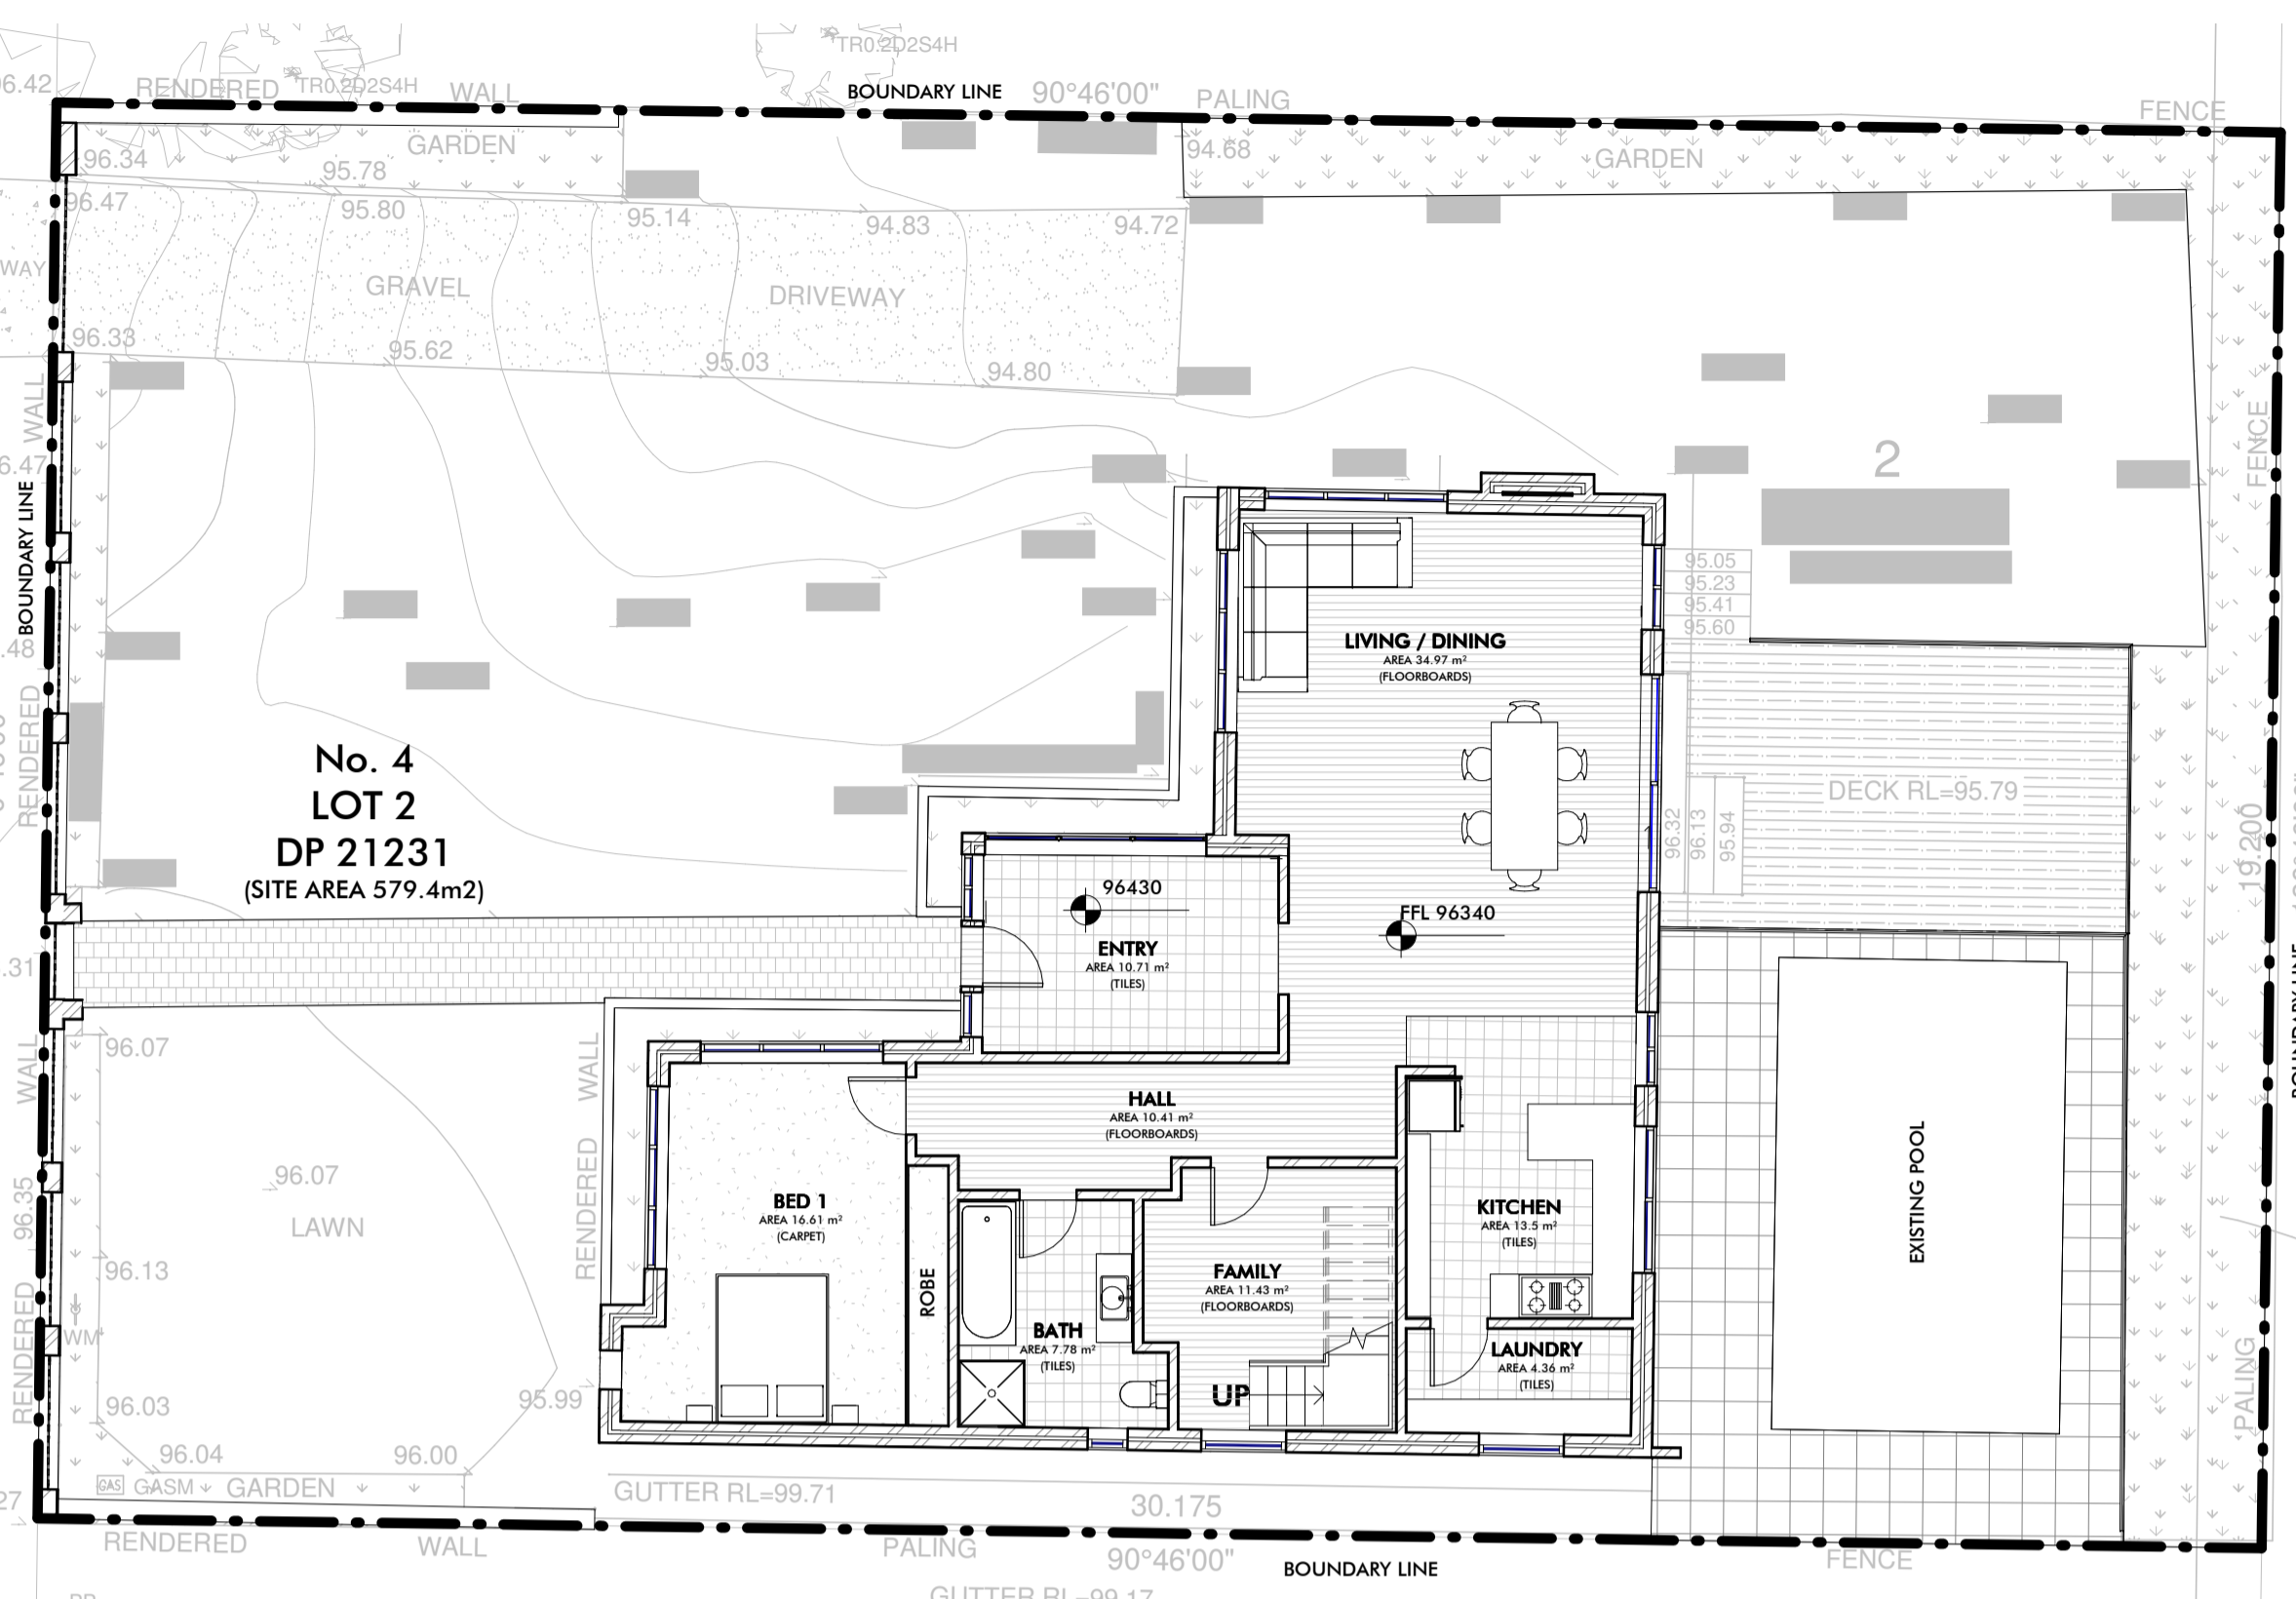 TR0.2D2S4H
96.42
RENDERED
TR0.2D2S4H
WALL
BOUNDARY LINE
90°46'00"
PALING
FENCE
GARDEN
94.68
GARDEN
96.34
95.78
96.47
95.80
95.14
94.83
94.72
WAY
GRAVEL
DRIVEWAY
96.33
95.62
95.03
94.80
WALL
FENCE
2
BOUNDARY LINE
95.05
95.23
95.41
95.60
LIVING / DINING
AREA 34.97 m²
(FLOORBOARDS)
RENDERED
No. 4
LOT 2
DP 21231
(SITE AREA 579.4m2)
DECK RL=95.79
96.32
96.13
95.94
19.200
96430
FFL 96340
ENTRY
AREA 10.71 m²
(TILES)
.31
BOUNDARY LINE
WALL
96.07
WALL
HALL
AREA 10.41 m²
(FLOORBOARDS)
96.07
LAWN
96.35
RENDERED
BED 1
AREA 16.61 m²
(CARPET)
ROBE
KITCHEN
AREA 13.5 m²
(TILES)
EXISTING POOL
96.13
FAMILY
AREA 11.43 m²
(FLOORBOARDS)
WM
RENDERED
BATH
AREA 7.78 m²
(TILES)
LAUNDRY
AREA 4.36 m²
(TILES)
UP
96.03
95.99
PALING
96.04
96.00
GAS
GASM
GARDEN
GUTTER RL=99.71
30.175
RENDERED
WALL
PALING
90°46'00"
BOUNDARY LINE
FENCE
GUTTER RL=99.17